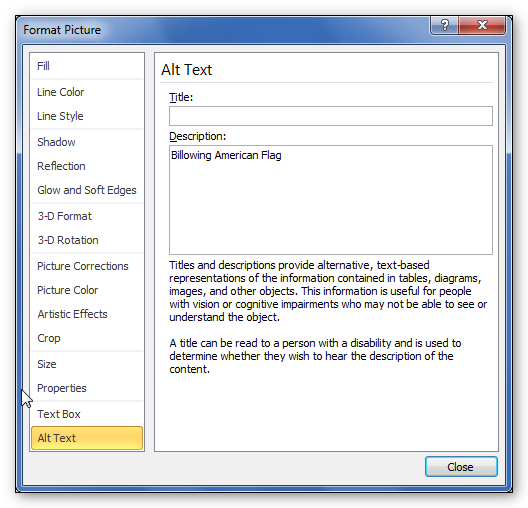 Format Picture
?
Fill
Line Color
Line Style
Shadow
Reflection
Glow and Soft Edges
3-D Format
3-D Rotation
Picture Corrections
Picture Color
Artistic Effects
Crop
Size
Properties
Text Box
Alt Text
Alt Text
Title:
Description:
Billowing American Flag
Titles and descriptions provide alternative, text-based
representations of the information contained in tables, diagrams,
images, and other objects. This information is useful for people
with vision or cognitive impairments who may not be able to see or
understand the object.
A title can be read to a person with a disability and is used to
determine whether they wish to hear the description of the
content.
Close